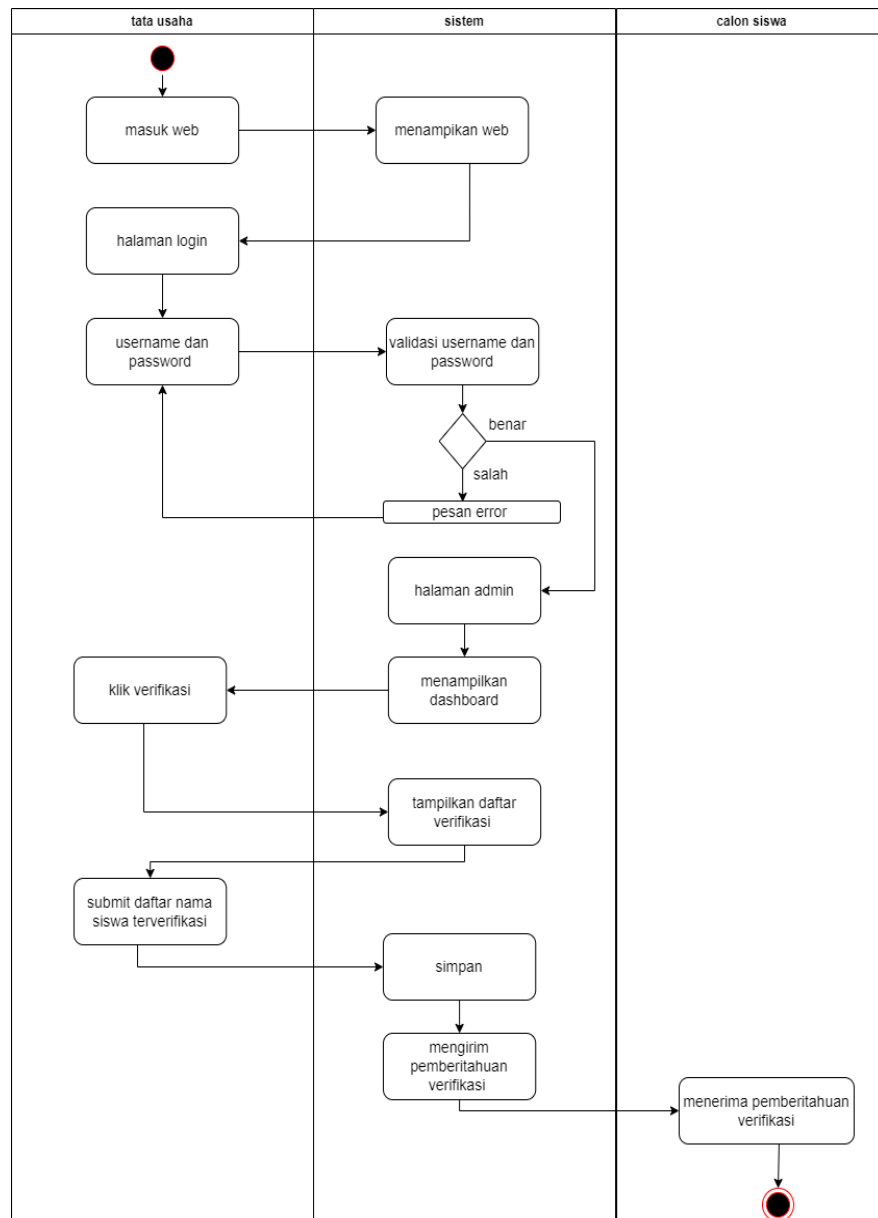 tata usaha
sistem
calon siswa
masuk web
menampikan web
halaman login
username dan
password
validasi username dan
password
benar
salah
pesan error
halaman admin
klik verifikasi
menampilkan
dashboard
tampilkan daftar
verifikasi
submit daftar nama
siswa terverifikasi
simpan
mengirim
pemberitahuan
verifikasi
menerima pemberitahuan
verifikasi